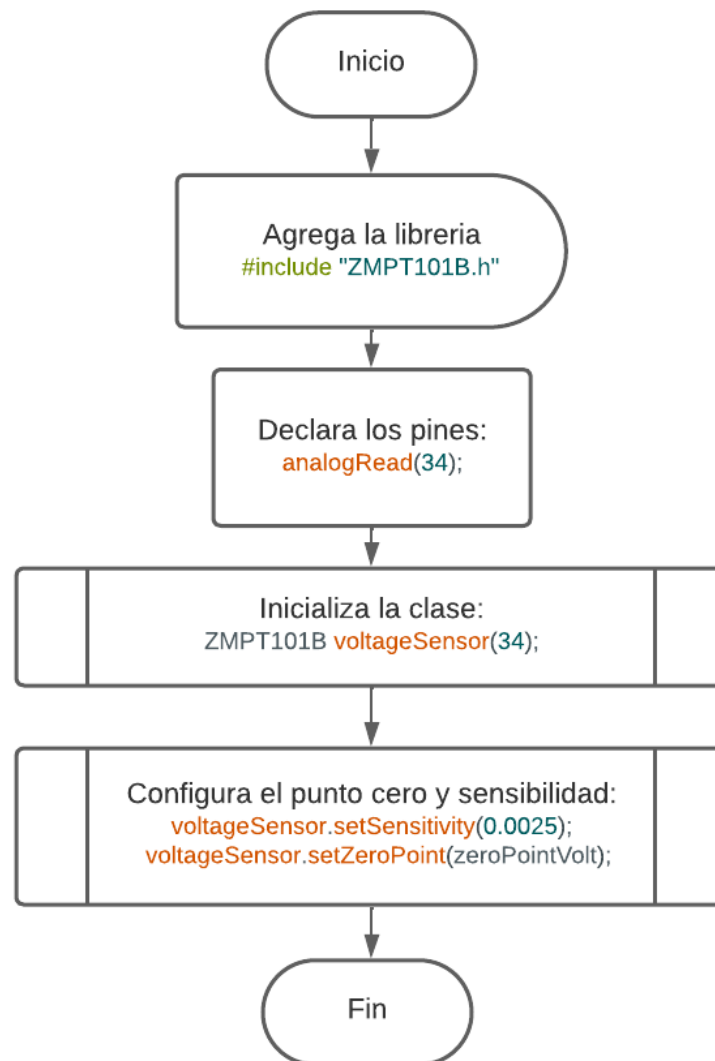 Inicio
Agrega la libreria
#include "ZMPT101B.h"
Declara los pines:
analogRead(34);
Inicializa la clase:
ZMPT101B voltageSensor(34);
Configura el punto cero y sensibilidad:
voltageSensor.setSensitivity(0.0025);
voltageSensor.setZeroPoint(zeroPointVolt);
Fin